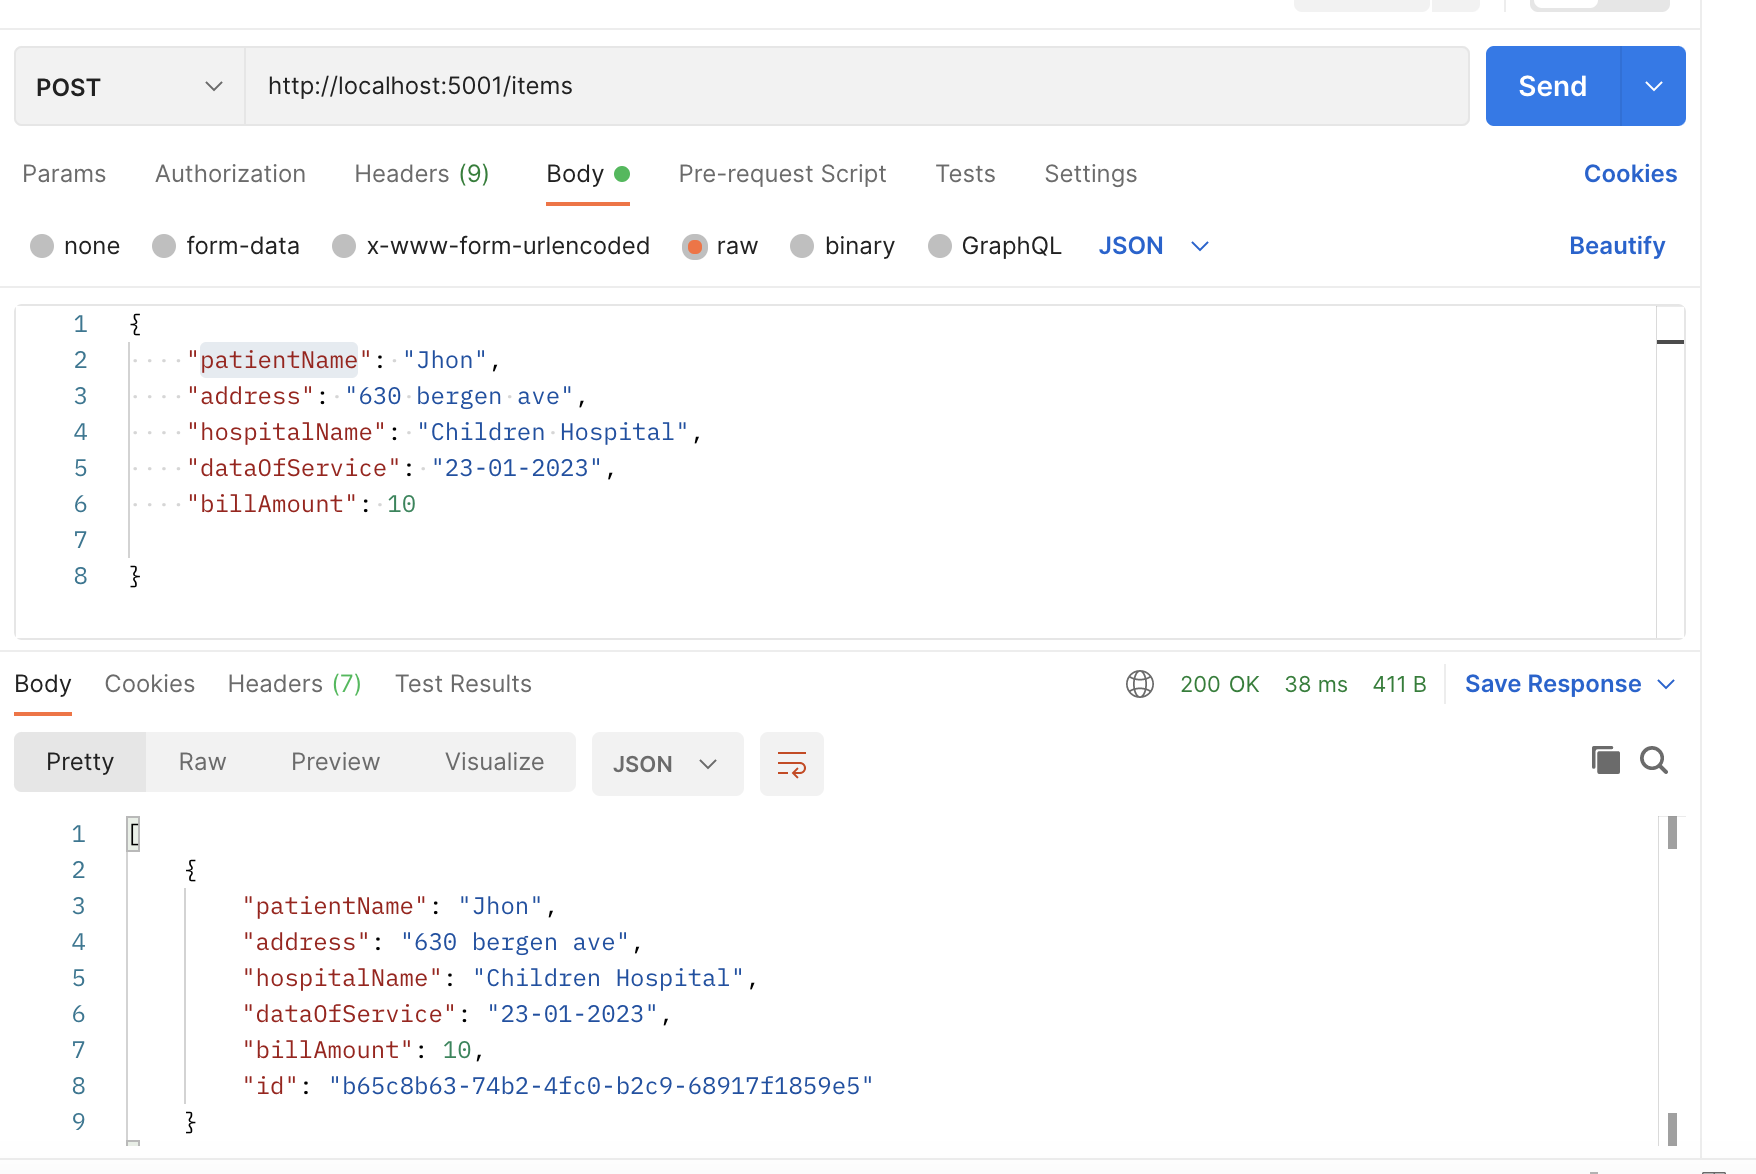 POST http://localhost:5001/items Send
Params Authorization Headers (9) Body Pre-request Script Tests Settings Cookies
none form-data x-www-form-urlencoded raw binary GraphQL JSON Beautify
1 {
2 "patientName": "Jhon",
3 "address": "630 bergen ave",
4 "hospitalName": "Children Hospital",
5 "dataOfService": "23-01-2023",
6 "billAmount": 10
7
8 }
Body Cookies Headers (7) Test Results 200 OK 38 ms 411 B Save Response
Pretty Raw Preview Visualize JSON
1 [
2 {
3 "patientName": "Jhon",
4 "address": "630 bergen ave",
5 "hospitalName": "Children Hospital",
6 "dataOfService": "23-01-2023",
7 "billAmount": 10,
8 "id": "b65c8b63-74b2-4fc0-b2c9-68917f1859e5"
9 }